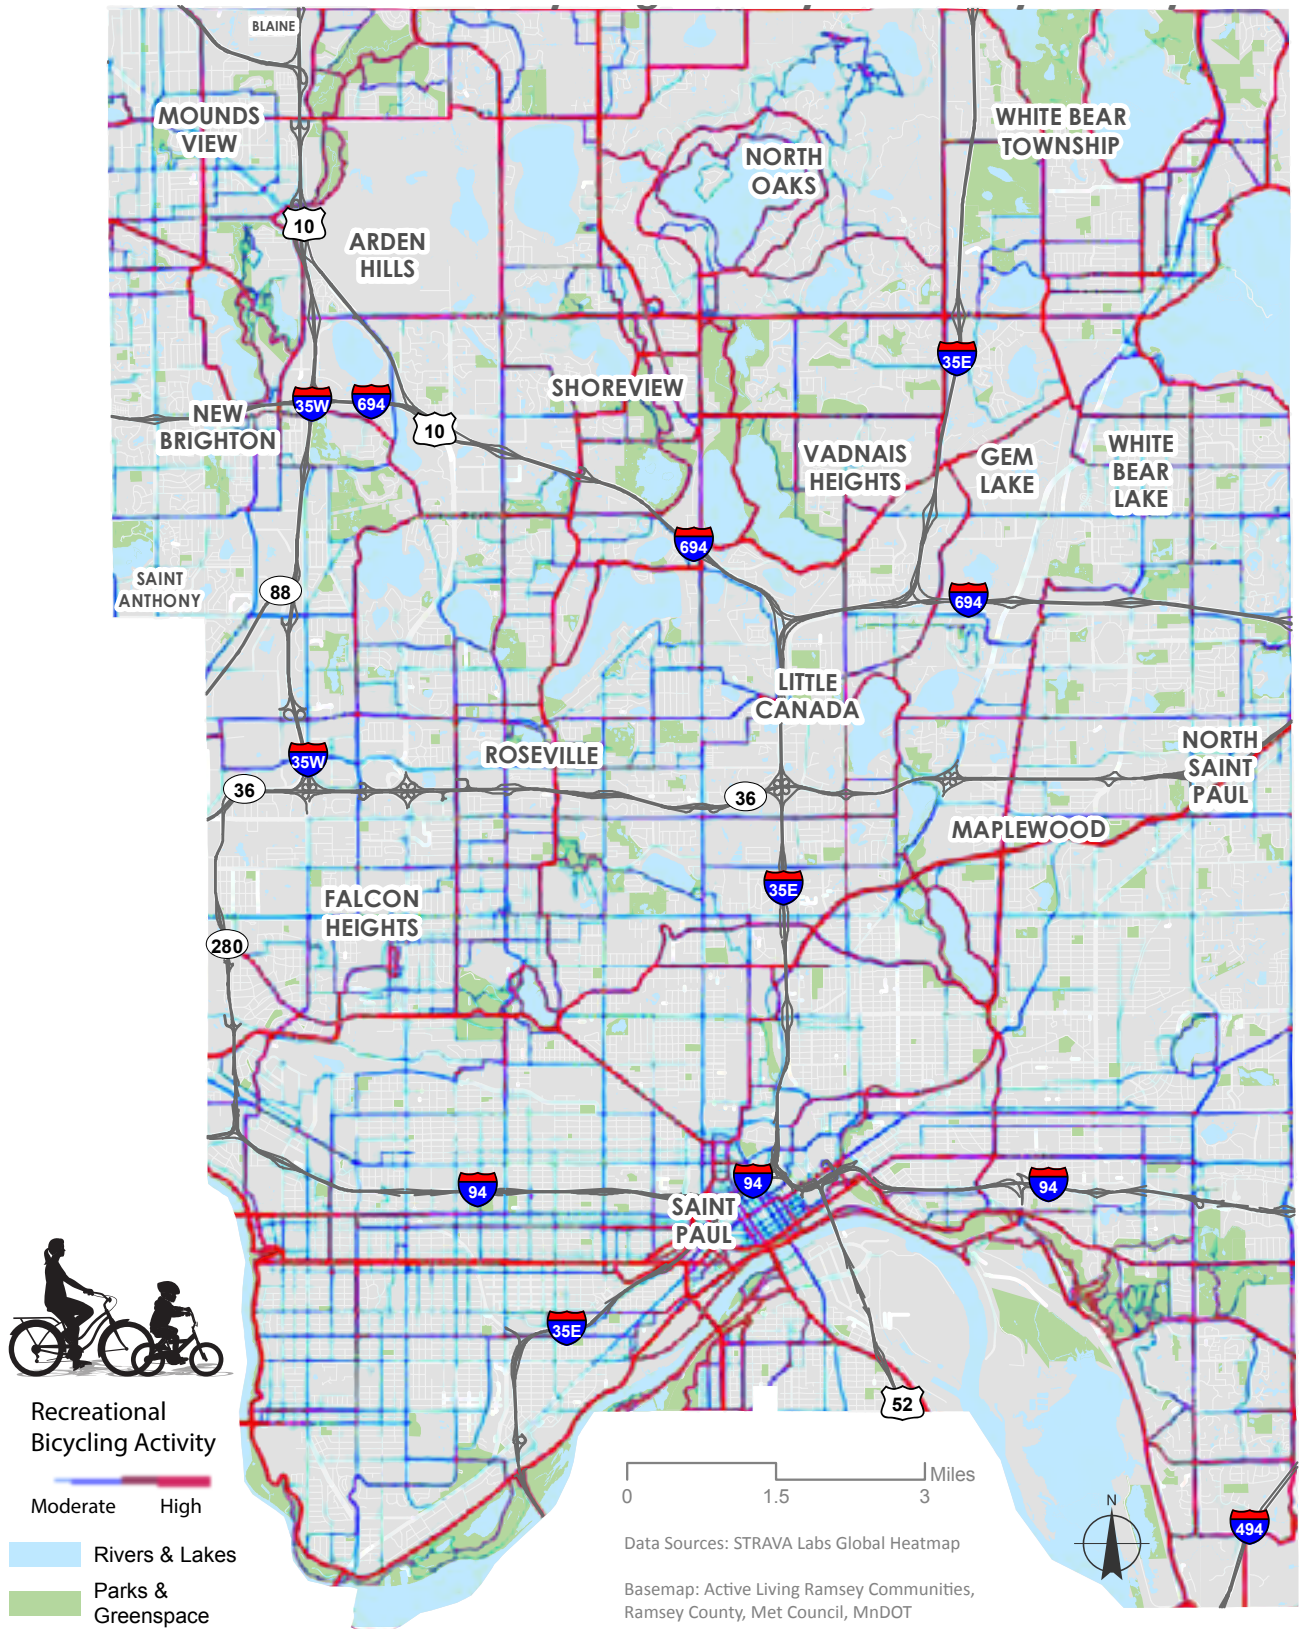 BLAINE
MOUNDS
VIEW
WHITE BEAR
TOWNSHIP
NORTH
OAKS
10
ARDEN
HILLS
35E
SHOREVIEW
35W
694
10
NEW
BRIGHTON
VADNAIS
HEIGHTS
GEM
LAKE
WHITE
BEAR
LAKE
694
SAINT
ANTHONY
88
694
LITTLE
CANADA
NORTH
SAINT
PAUL
ROSEVILLE
35W
36
36
MAPLEWOOD
35E
FALCON
HEIGHTS
280
94
94
94
SAINT
PAUL
35E
52
494
Recreational
Bicycling Activity
Moderate High
Rivers & Lakes
Parks &
Greenspace
Miles
0 1.5 3
N
Data Sources: STRAVA Labs Global Heatmap
Basemap: Active Living Ramsey Communities,
Ramsey County, Met Council, MnDOT